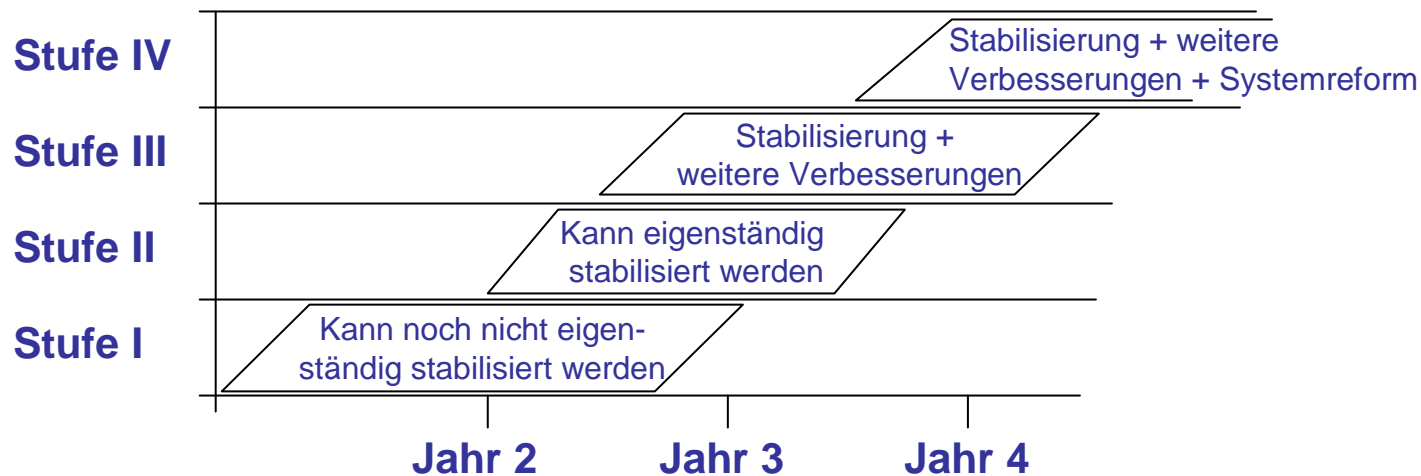 Stufe IV
Stabilisierung + weitere
Verbesserungen + Systemreform
Stufe III
Stabilisierung +
weitere Verbesserungen
Stufe II
Kann eigenständig
stabilisiert werden
Stufe I
Kann noch nicht eigen-
ständig stabilisiert werden
Jahr 2 Jahr 3 Jahr 4